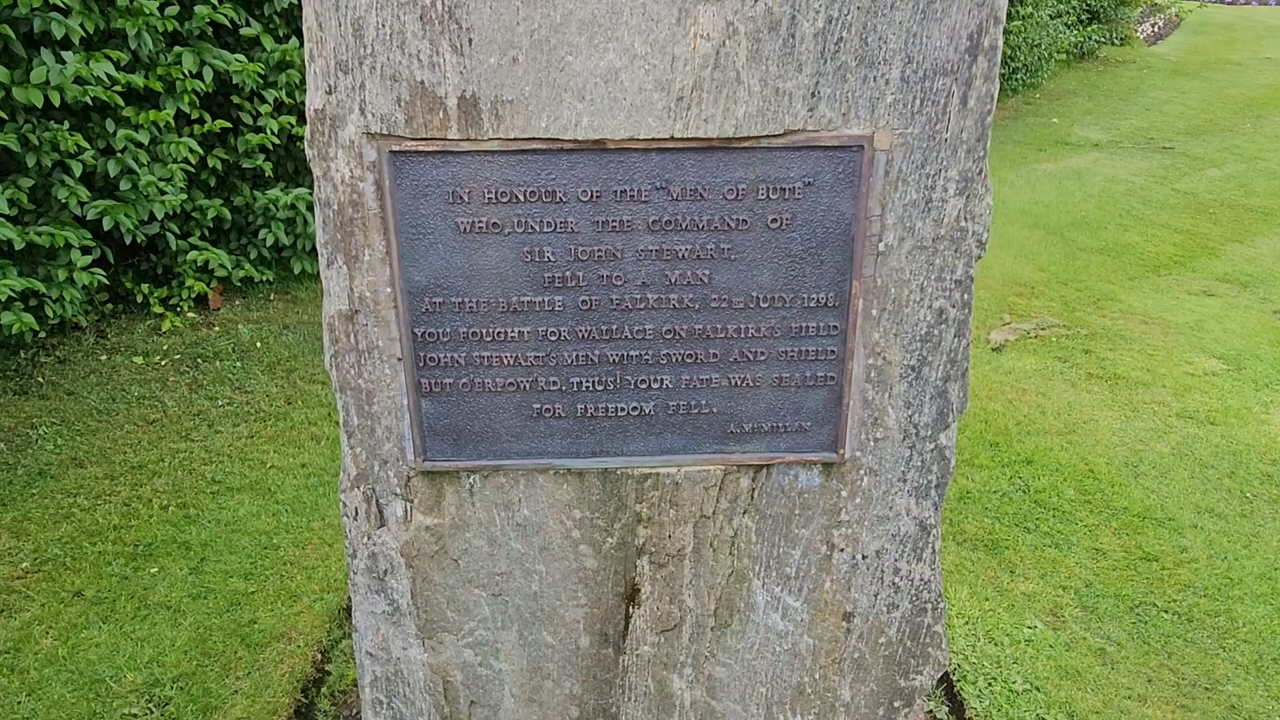 IN HONOUR OF THE "MEN OF BUTE"
WHO, UNDER THE COMMAND OF
SIR JOHN STEWART,
FELL TO A MAN
AT THE BATTLE OF FALKIRK, 22ND JULY, 1298.
YOU FOUGHT FOR WALLACE ON FALKIRK'S FIELD
JOHN STEWART'S MEN WITH SWORD AND SHIELD
BUT O'ERPOW'RD, THUS! YOUR FATE WAS SEALED
FOR FREEDOM FELL.
A. McMILLAN